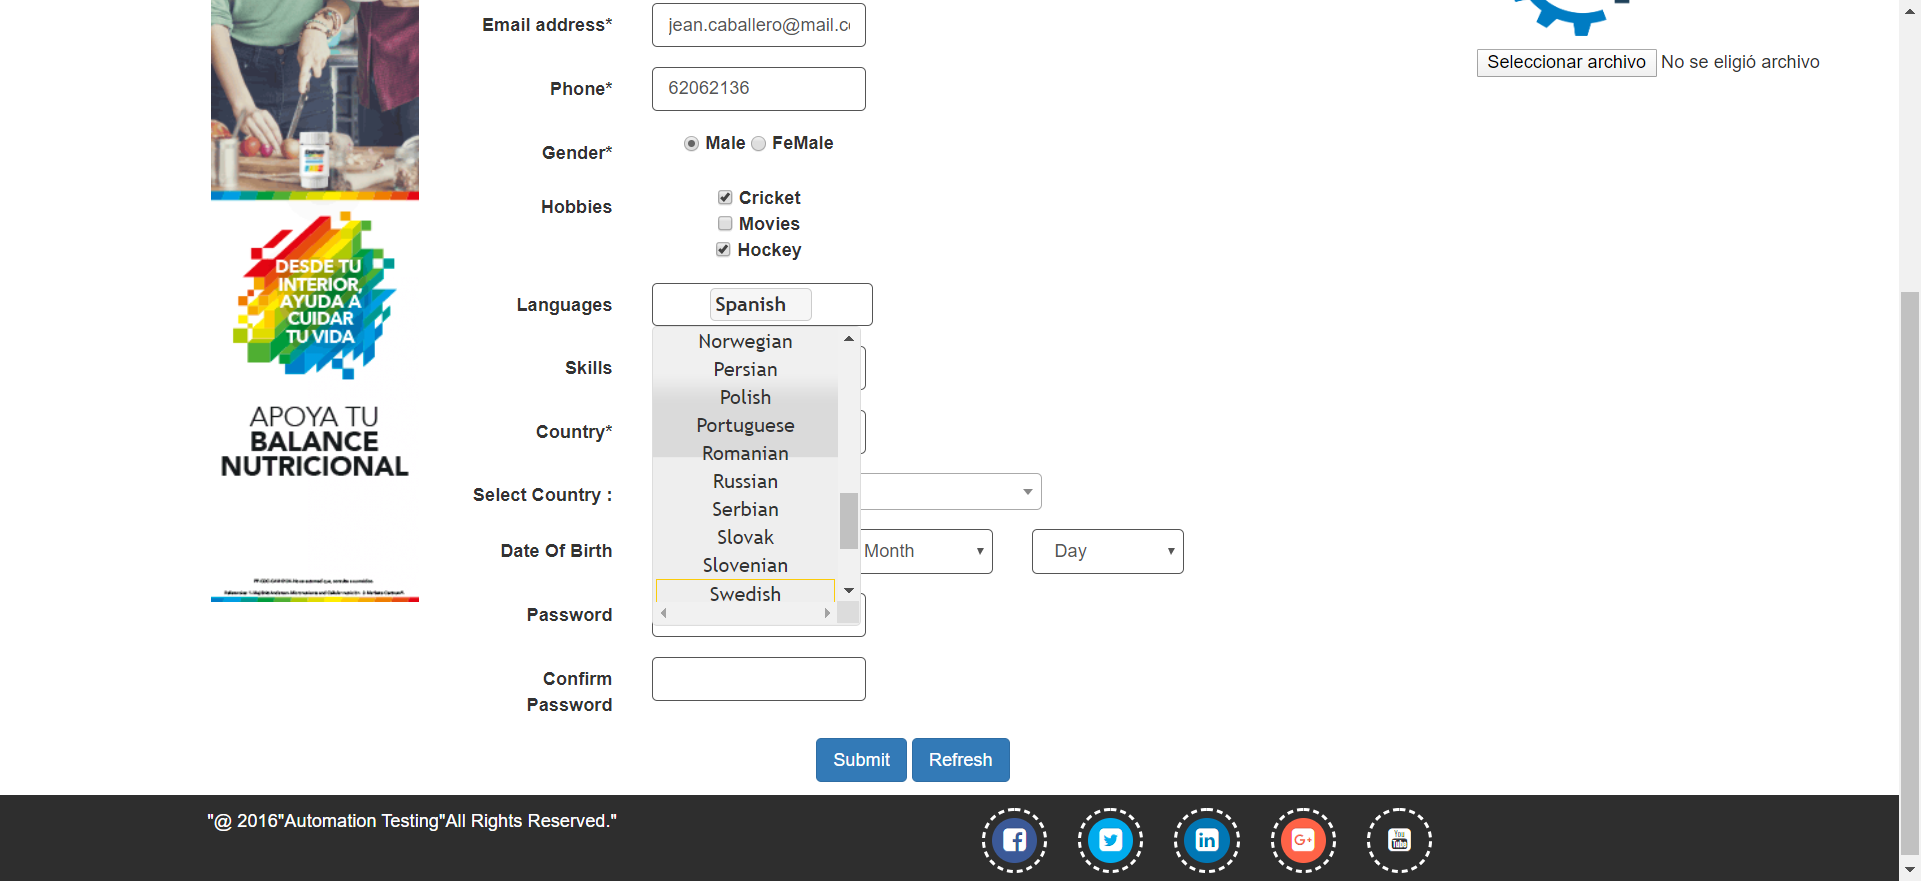 Email address*
jean.caballero@mail.c
Phone*
62062136
Gender*
Male
FeMale
Hobbies
Cricket
Movies
Hockey
Languages
Spanish
Norwegian
Persian
Polish
Portuguese
Romanian
Russian
Serbian
Slovak
Slovenian
Swedish
Skills
Country*
Select Country :
Date Of Birth
Month
Day
Password
Confirm
Password
Submit
Refresh
Seleccionar archivo No se eligió archivo
DESDE TU
INTERIOR,
AYUDA A
CUIDAR
TU VIDA
APOYA TU
BALANCE
NUTRICIONAL
"@ 2016"Automation Testing"All Rights Reserved."
f
in
G+
You
Tube